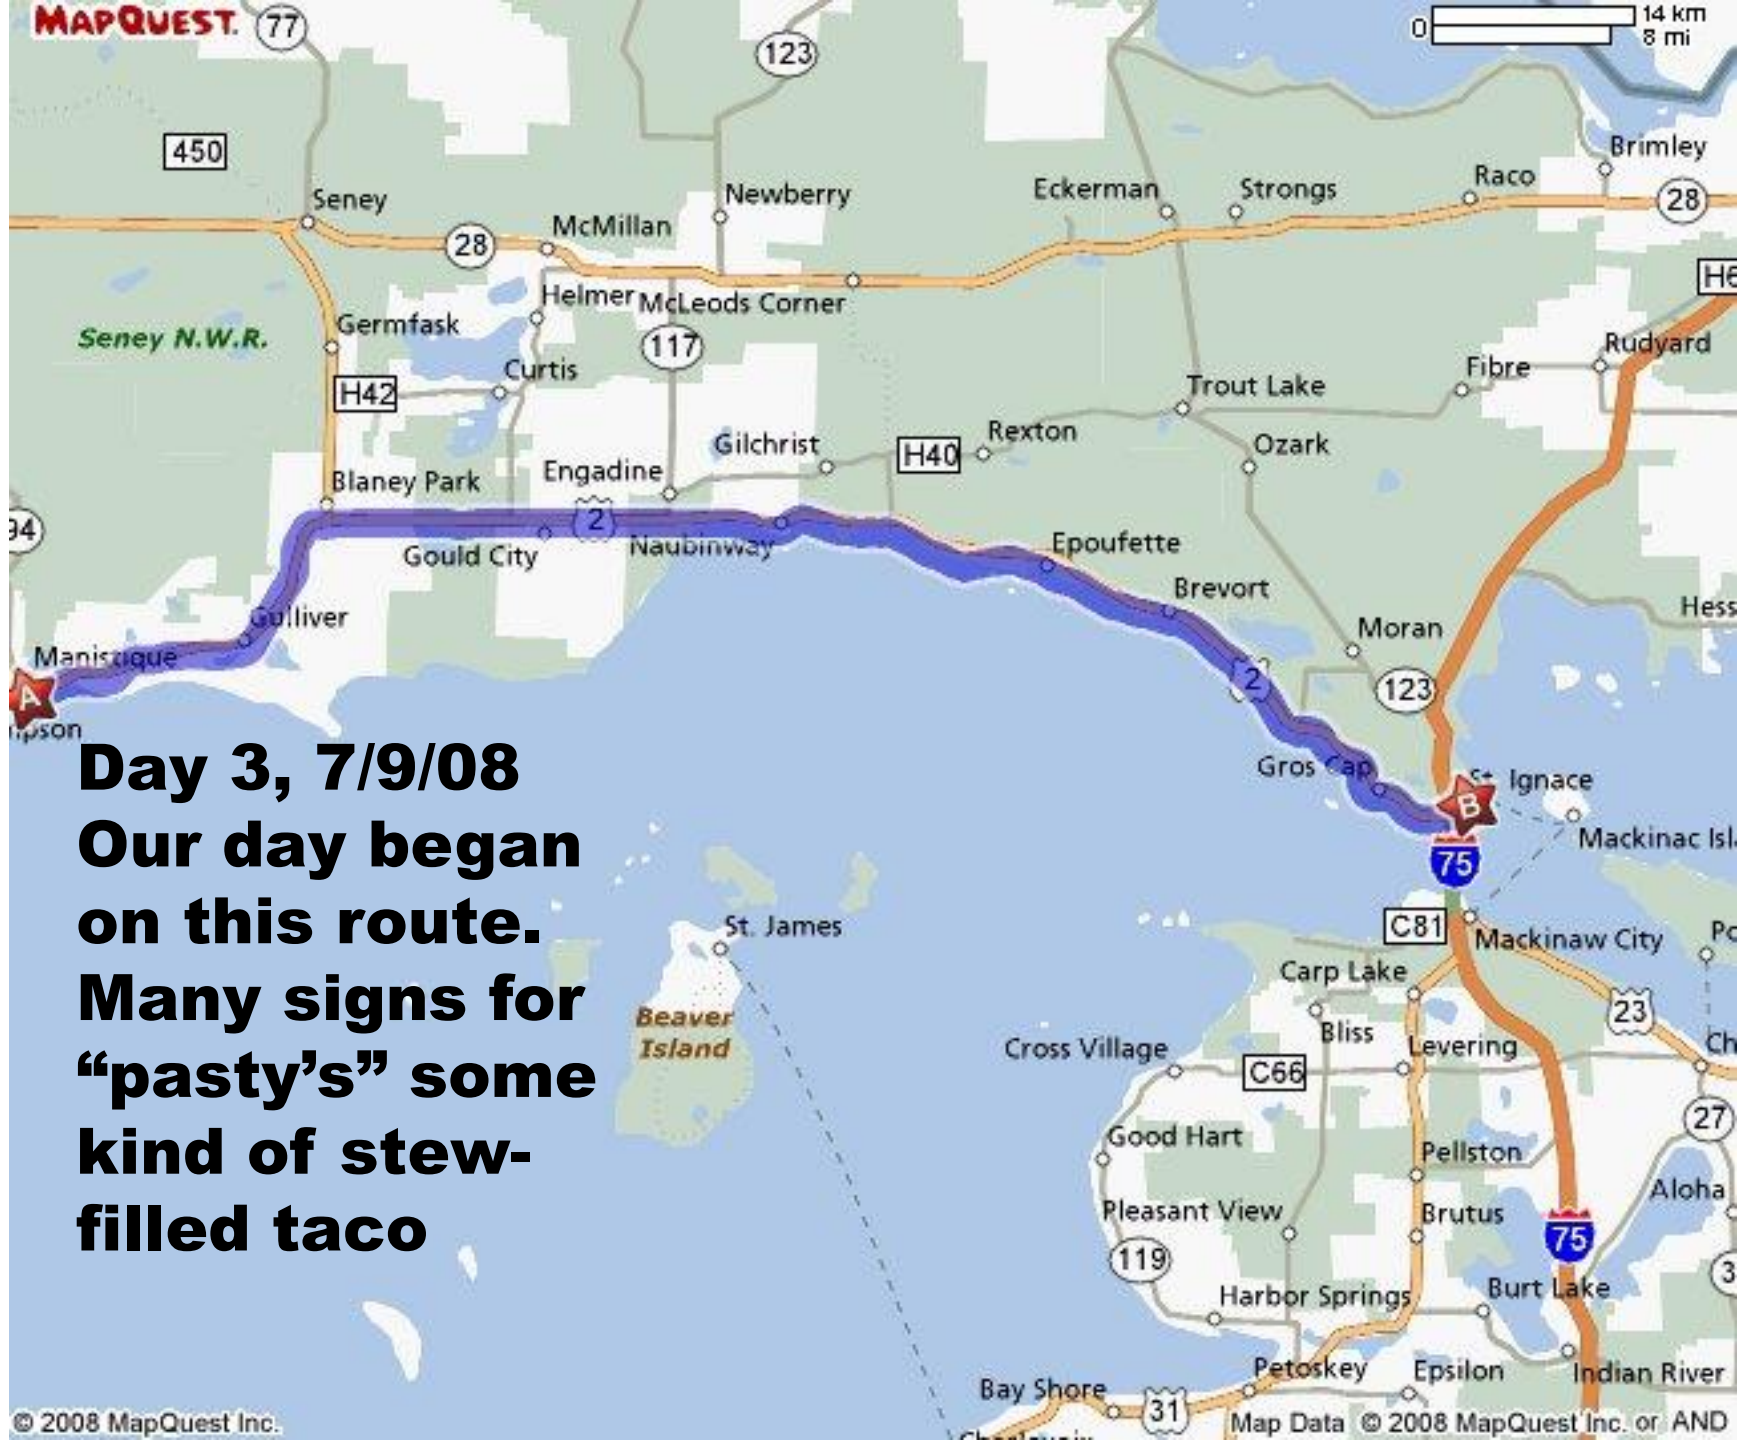 MAPQUEST.
77
123
0
14 km
8 mi
450
Brimley
Seney
Newberry
Eckerman
Strongs
Raco
28
28
McMillan
Helmer
McLeods Corner
Seney N.W.R.
Germfask
117
Rudyard
H42
Curtis
Trout Lake
Fibre
Gilchrist
H40
Rexton
Ozark
Blaney Park
Engadine
94
2
Gould City
Naubinway
Epoufette
Brevort
Gulliver
Moran
Manistique
A
2
123
Gros Cap
St. Ignace
B
Mackinac Isl
75
Day 3, 7/9/08
Our day began
on this route.
Many signs for
“pasty’s” some
kind of stew-
filled taco
St. James
Beaver
Island
C81
Mackinaw City
Carp Lake
23
Bliss
Cross Village
Levering
C66
27
Good Hart
Pellston
Aloha
Pleasant View
Brutus
75
119
Harbor Springs
Burt Lake
Petoskey
Epsilon
Indian River
Bay Shore
31
© 2008 MapQuest Inc.
Map Data © 2008 MapQuest Inc. or AND